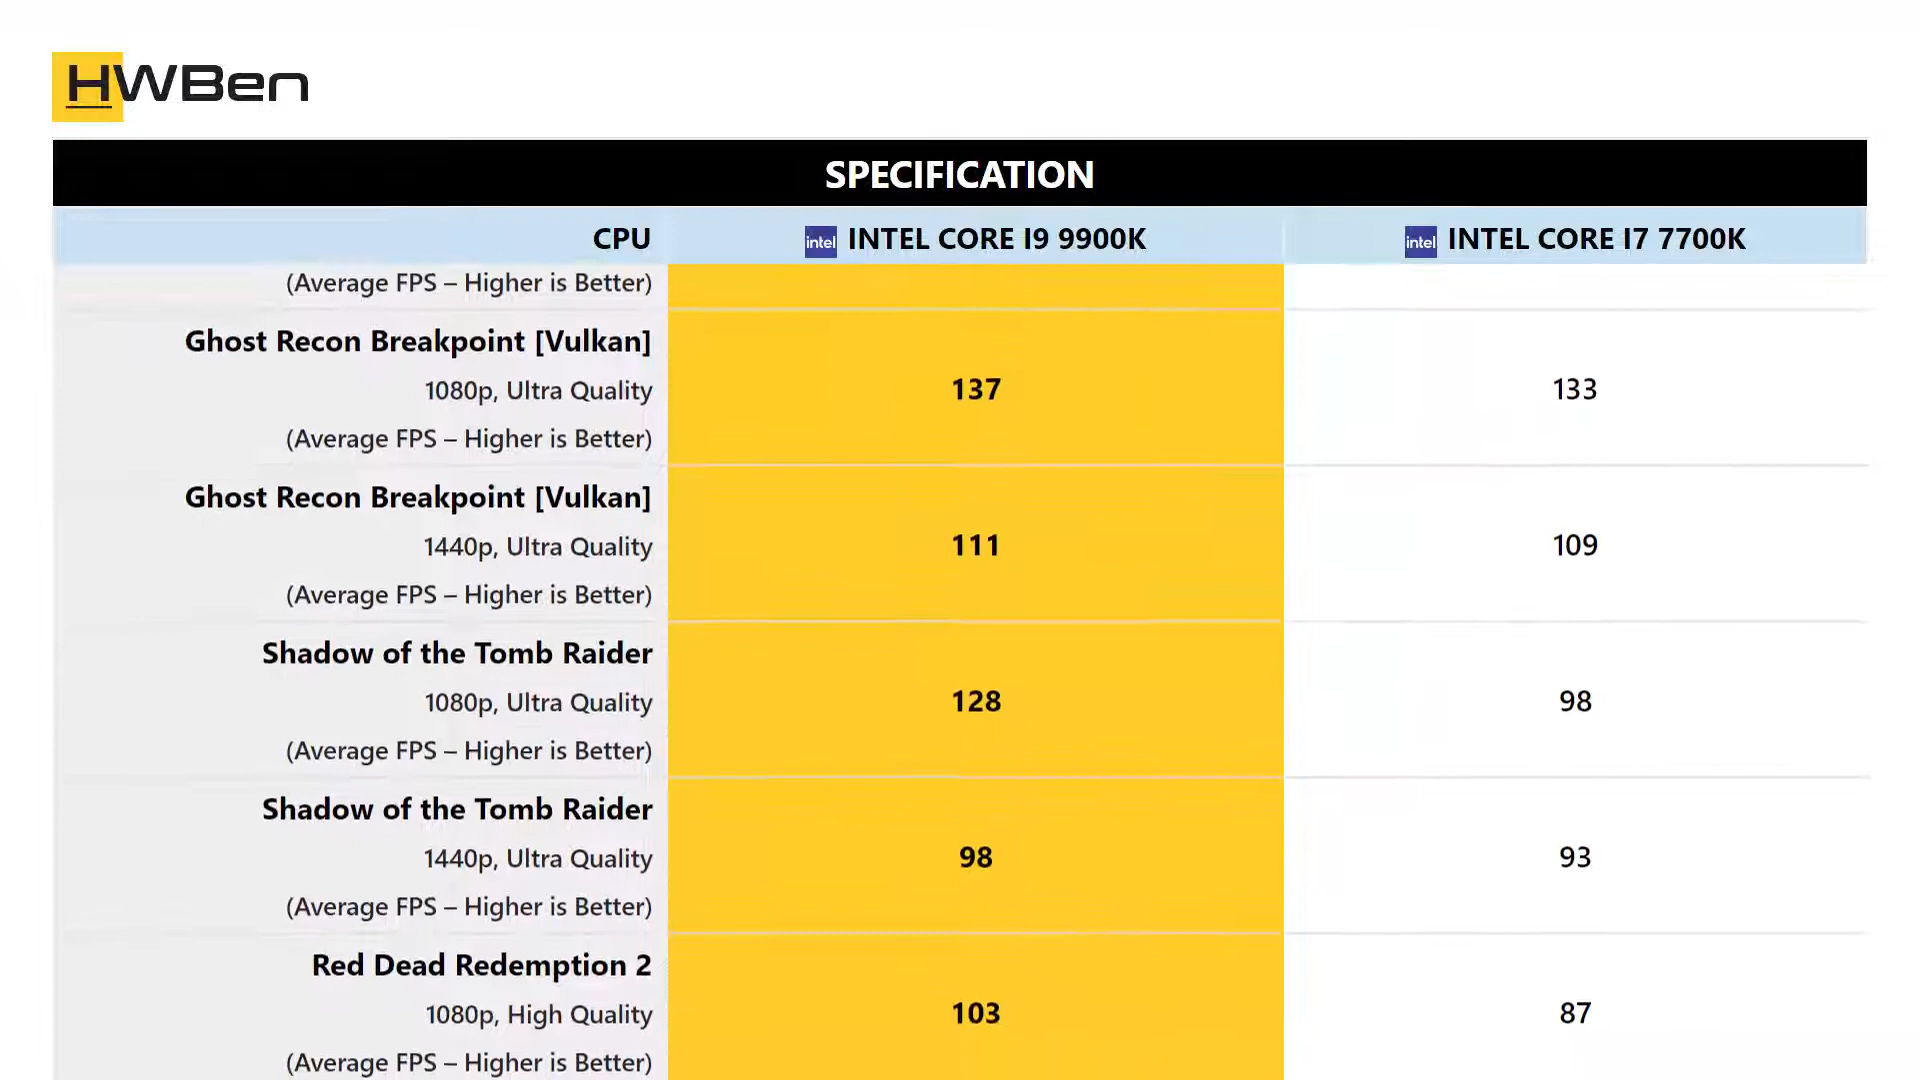 HWBen
SPECIFICATION
CPU intel INTEL CORE I9 9900K intel INTEL CORE I7 7700K
(Average FPS – Higher is Better)
Ghost Recon Breakpoint [Vulkan]
1080p, Ultra Quality 137 133
(Average FPS – Higher is Better)
Ghost Recon Breakpoint [Vulkan]
1440p, Ultra Quality 111 109
(Average FPS – Higher is Better)
Shadow of the Tomb Raider
1080p, Ultra Quality 128 98
(Average FPS – Higher is Better)
Shadow of the Tomb Raider
1440p, Ultra Quality 98 93
(Average FPS – Higher is Better)
Red Dead Redemption 2
1080p, High Quality 103 87
(Average FPS – Higher is Better)